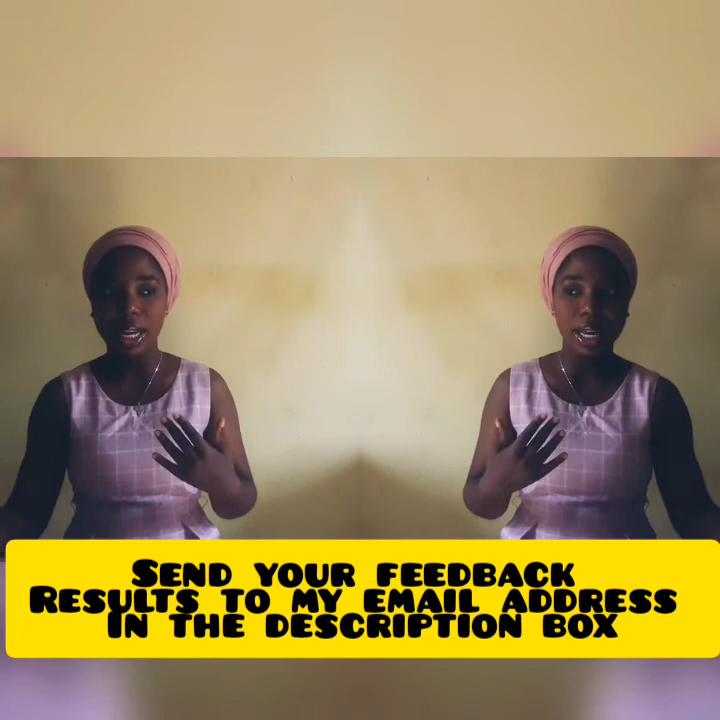 Send your feedback
Results to my email address
In the description box